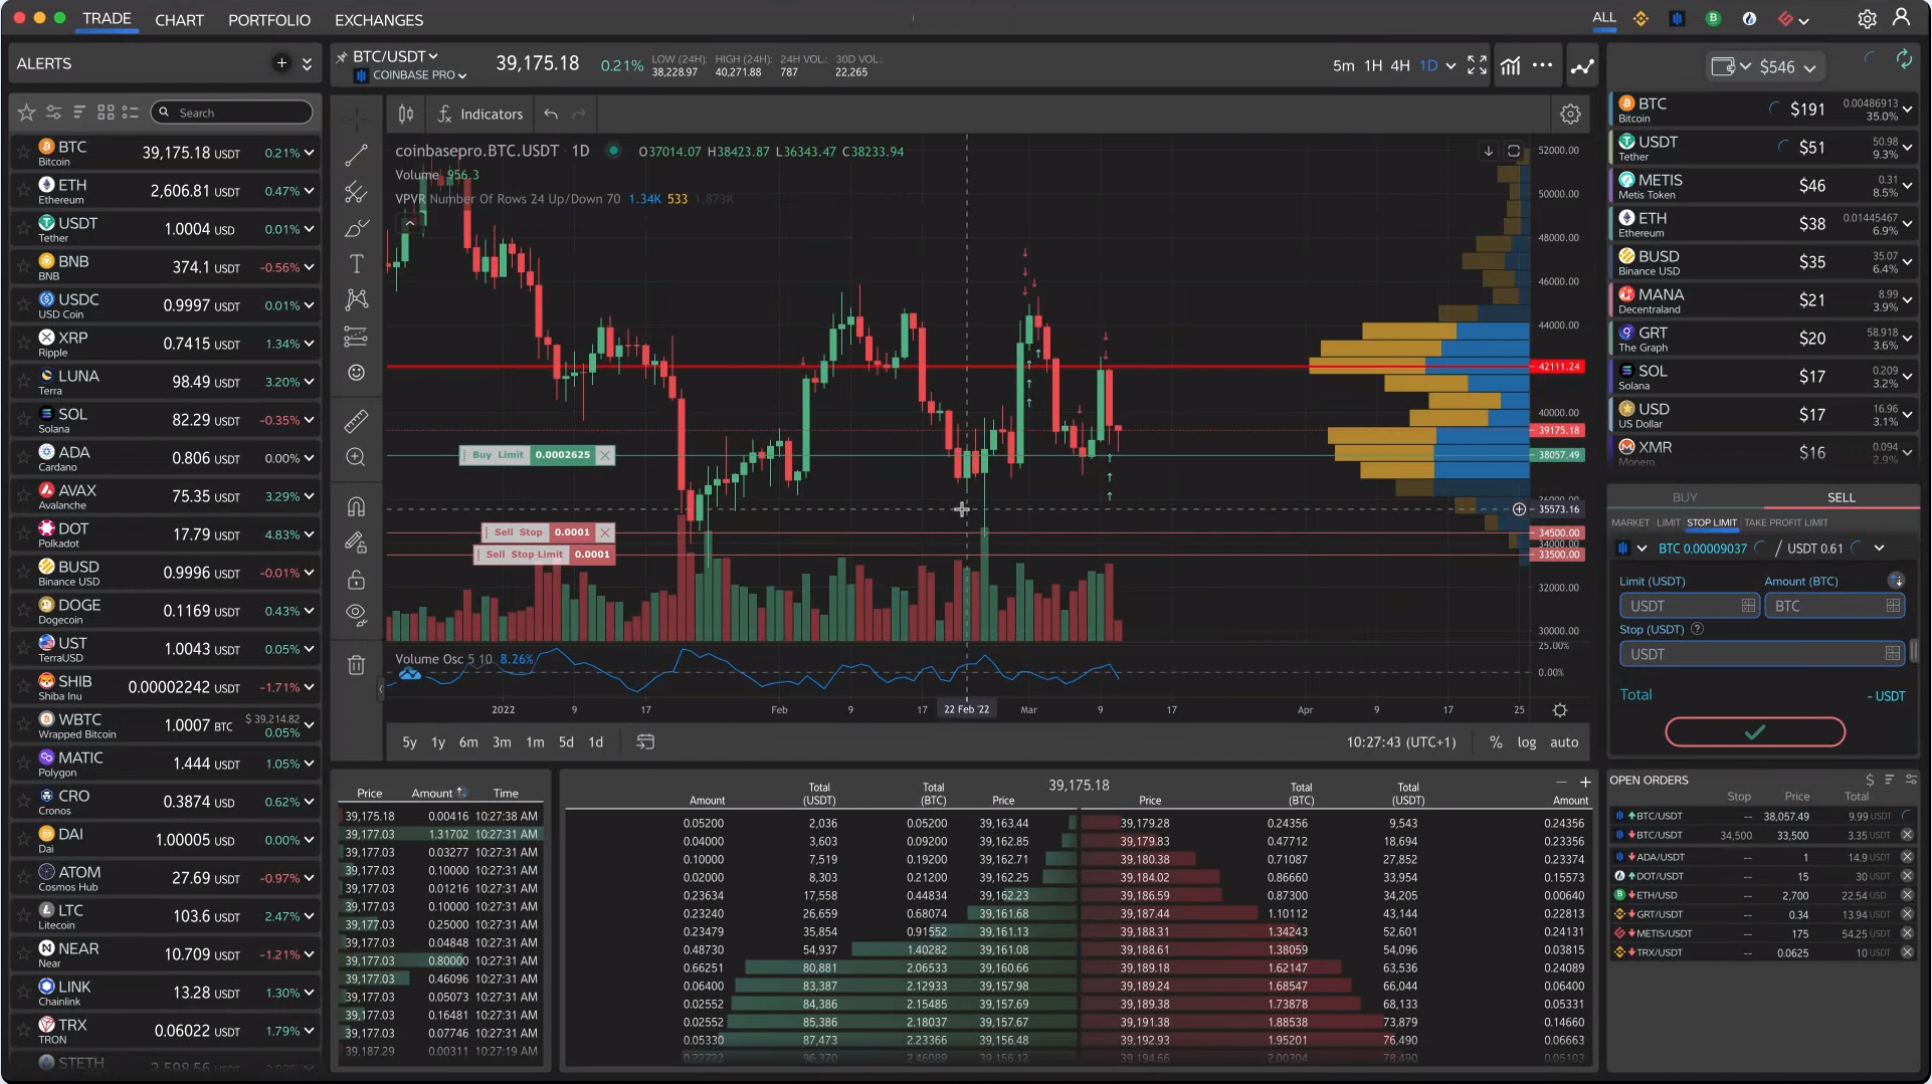 TRADE CHART PORTFOLIO EXCHANGES
ALL
ALERTS
Search
BTC 39,175.18 USDT 0.21%
Bitcoin
ETH 2,606.81 USDT 0.47%
Ethereum
USDT 1.0004 USD 0.01%
Tether
BNB 374.1 USDT -0.56%
BNB
USDC 0.9997 USDT 0.01%
USD Coin
XRP 0.7415 USDT 1.34%
Ripple
LUNA 98.49 USDT 3.20%
Terra
SOL 82.29 USDT -0.35%
Solana
ADA 0.806 USDT 0.00%
Cardano
AVAX 75.35 USDT 3.29%
Avalanche
DOT 17.79 USDT 4.83%
Polkadot
BUSD 0.9996 USDT -0.01%
Binance USD
DOGE 0.1169 USDT 0.43%
Dogecoin
UST 1.0043 USDT 0.05%
TerraUSD
SHIB 0.00002242 USDT -1.71%
Shiba Inu
WBTC 1.0007 BTC $ 39,214.82
Wrapped Bitcoin 0.05%
MATIC 1.444 USDT 1.05%
Polygon
CRO 0.3874 USDT 0.62%
Cronos
DAI 1.00005 USDT 0.00%
Dai
ATOM 27.69 USDT -0.97%
Cosmos Hub
LTC 103.6 USDT 2.47%
Litecoin
NEAR 10.709 USDT -1.21%
Near
LINK 13.28 USDT 1.30%
Chainlink
TRX 0.06022 USDT 1.79%
TRON
STETH 2,598.56 USDT
BTC/USDT
COINBASE PRO
39,175.18 0.21%
LOW (24H): HIGH (24H): 24H VOL.: 30D VOL.:
38,228.97 40,271.88 787 22,265
5m 1H 4H 1D
Indicators
coinbasepro.BTC.USDT 1D O37014.07 H38423.87 L36343.47 C38233.94
Volume 956.3
VPVR Number Of Rows 24 Up/Down 70 1.34K 533 1.873K
52000.00
50000.00
48000.00
46000.00
44000.00
42111.24
40000.00
39175.18
38057.49
36000.00
35573.16
34500.00
34000.00
33500.00
32000.00
30000.00
25.00%
0.00%
Buy Limit 0.0002625
Sell Stop 0.0001
Sell Stop Limit 0.0001
Volume Osc 5 10 8.26%
2022 9 17 Feb 9 17 22 Feb '22 Mar 9 17 Apr 9 17 25
5y 1y 6m 3m 1m 5d 1d
10:27:43 (UTC+1) % log auto
Price Amount Time
39,175.18 0.00416 10:27:38 AM
39,177.03 1.31702 10:27:31 AM
39,177.03 0.03277 10:27:31 AM
39,177.03 0.10000 10:27:31 AM
39,177.03 0.01216 10:27:31 AM
39,177.03 0.10000 10:27:31 AM
39,177.03 0.25000 10:27:31 AM
39,177.03 0.04848 10:27:31 AM
39,177.03 0.80000 10:27:31 AM
39,177.03 0.46096 10:27:31 AM
39,177.03 0.05073 10:27:31 AM
39,177.03 0.16481 10:27:31 AM
39,177.03 0.07746 10:27:31 AM
39,187.29 0.00311 10:27:19 AM
39,175.18
Amount Total (USDT) Total (BTC) Price Price Total (BTC) Total (USDT) Amount
0.05200 2,036 0.05200 39,163.44 39,179.28 0.24356 9,543 0.24356
0.04000 3,603 0.09200 39,162.85 39,179.83 0.47712 18,694 0.23356
0.10000 7,519 0.19200 39,162.71 39,180.38 0.71087 27,852 0.23374
0.02000 8,303 0.21200 39,162.25 39,184.02 0.86660 33,954 0.15573
0.23634 17,558 0.44834 39,162.23 39,186.59 0.87300 34,205 0.00640
0.23240 26,659 0.68074 39,161.68 39,187.44 1.10112 43,144 0.22813
0.23479 35,854 0.91552 39,161.13 39,188.31 1.34243 52,601 0.24131
0.48730 54,937 1.40282 39,161.08 39,188.61 1.38059 54,096 0.03815
0.66251 80,881 2.06533 39,160.66 39,189.18 1.62147 63,536 0.24089
0.06400 83,387 2.12933 39,157.98 39,189.24 1.68547 66,044 0.06400
0.02552 84,386 2.15485 39,157.69 39,189.38 1.73878 68,133 0.05331
0.02552 85,386 2.18037 39,157.67 39,191.38 1.88538 73,879 0.14660
0.05330 87,473 2.23366 39,156.48 39,192.93 1.95201 76,490 0.06663
0.22723 96,370 2.46089 39,156.12 39,194.66 2.00304 78,490 0.05103
$546
BTC $191 0.00486913
Bitcoin 35.0%
USDT $51 50.98
Tether 9.3%
METIS $46 0.31
Metis Token 8.5%
ETH $38 0.01445467
Ethereum 6.9%
BUSD $35 35.07
Binance USD 6.4%
MANA $21 8.99
Decentraland 3.9%
GRT $20 58.918
The Graph 3.6%
SOL $17 0.209
Solana 3.2%
USD $17 16.96
US Dollar 3.1%
XMR $16 0.094
Monero 2.9%
BUY SELL
MARKET LIMIT STOP LIMIT TAKE PROFIT LIMIT
BTC 0.00009037 / USDT 0.61
Limit (USDT) Amount (BTC)
USDT BTC
Stop (USDT) ?
USDT
Total - USDT
OPEN ORDERS $
Stop Price Total
BTC/USDT -- 38,057.49 9.99 USDT
BTC/USDT 34,500 33,500 3.35 USDT
ADA/USDT -- 1 14.9 USDT
DOT/USDT -- 15 30 USDT
ETH/USD -- 2,700 22.54 USDT
GRT/USDT -- 0.34 13.94 USDT
METIS/USDT -- 175 54.25 USDT
TRX/USDT -- 0.0625 10 USDT